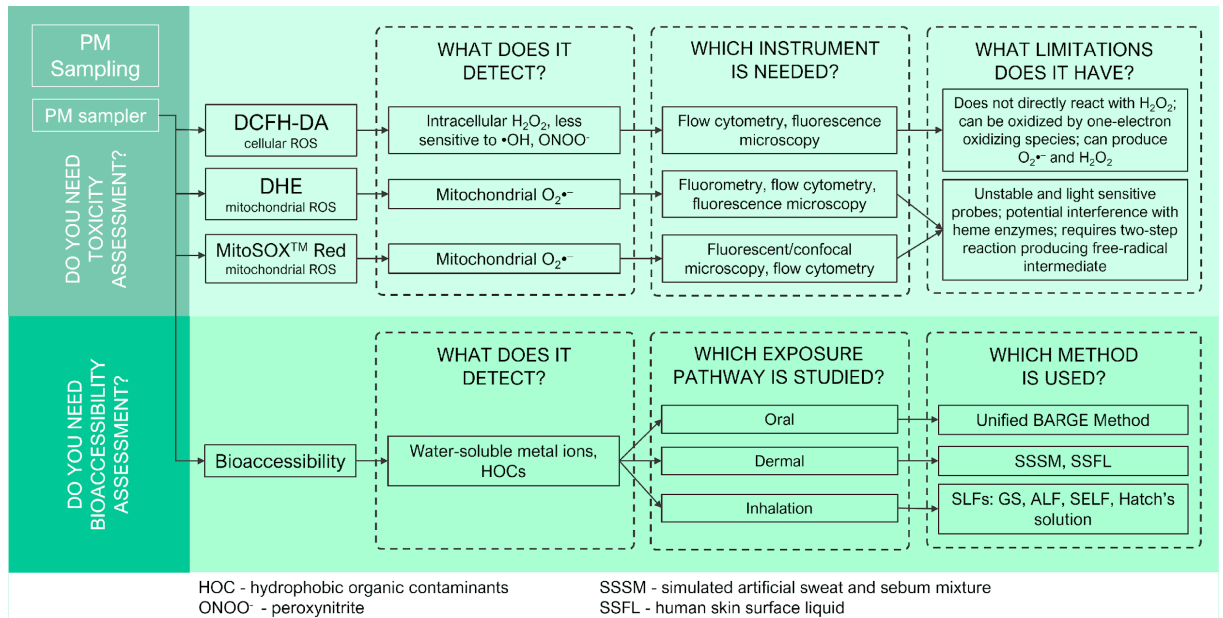 PM
Sampling
PM sampler
DO YOU NEED
TOXICITY
ASSESSMENT?
WHAT DOES IT
DETECT?
WHICH INSTRUMENT
IS NEEDED?
WHAT LIMITATIONS
DOES IT HAVE?
DCFH-DA
cellular ROS
Intracellular H₂O₂, less
sensitive to •OH, ONOO⁻
Flow cytometry, fluorescence
microscopy
Does not directly react with H₂O₂;
can be oxidized by one-electron
oxidizing species; can produce
O₂•⁻ and H₂O₂
DHE
mitochondrial ROS
Mitochondrial O₂•⁻
Fluorometry, flow cytometry,
fluorescence microscopy
Unstable and light sensitive
probes; potential interference with
heme enzymes; requires two-step
reaction producing free-radical
intermediate
MitoSOX™ Red
mitochondrial ROS
Mitochondrial O₂•⁻
Fluorescent/confocal
microscopy, flow cytometry
DO YOU NEED
BIOACCESSIBILITY
ASSESSMENT?
WHAT DOES IT
DETECT?
WHICH EXPOSURE
PATHWAY IS STUDIED?
WHICH METHOD
IS USED?
Bioaccessibility
Water-soluble metal ions,
HOCs
Oral
Unified BARGE Method
Dermal
SSSM, SSFL
Inhalation
SLFs: GS, ALF, SELF, Hatch's
solution
HOC - hydrophobic organic contaminants
ONOO⁻ - peroxynitrite
SSSM - simulated artificial sweat and sebum mixture
SSFL - human skin surface liquid